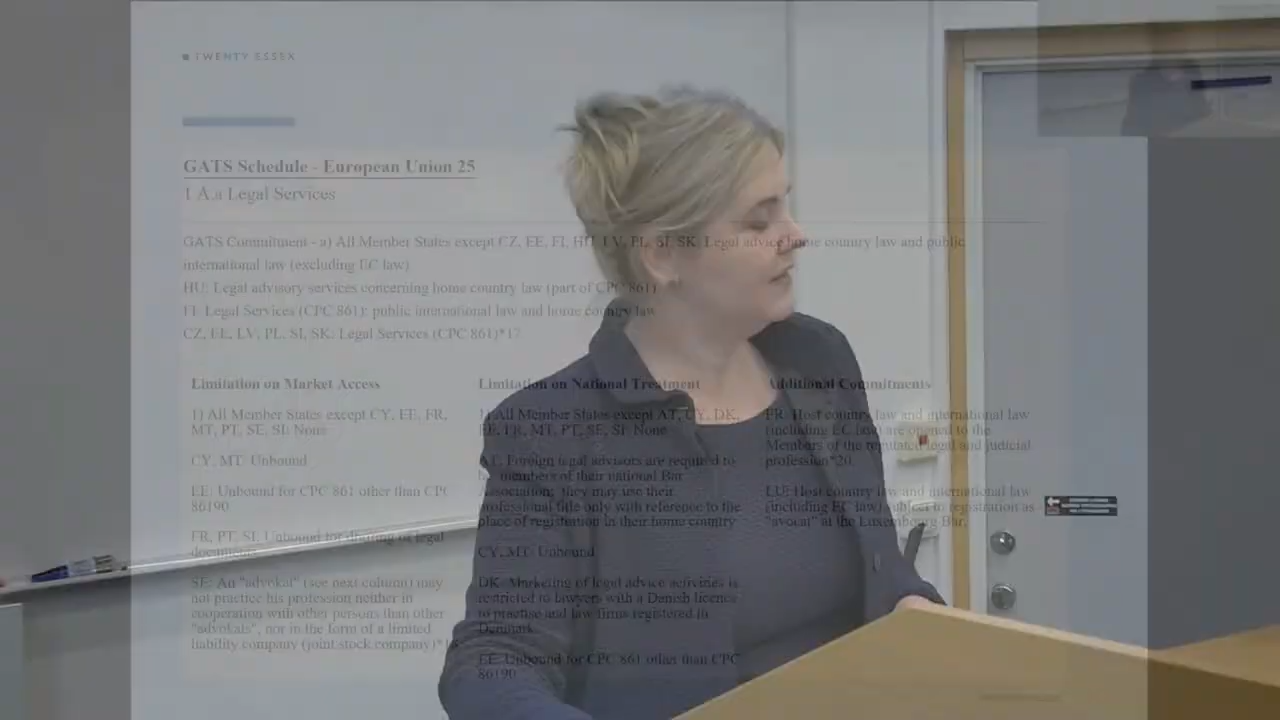 TWENTY ESSEX
GATS Schedule - European Union 25
1 A.a Legal Services
GATS Commitment - a) All Member States except CZ, EE, FI, HU, LV, PL, SI, SK: Legal advice home country law and public
international law (excluding EC law)
HU: Legal advisory services concerning home country law (part of CPC 861)
FI: Legal Services (CPC 861): public international law and home country law
CZ, EE, LV, PL, SI, SK: Legal Services (CPC 861)*17
Limitation on Market Access
1) All Member States except CY, EE, FR,
MT, PT, SE, SI: None
CY, MT: Unbound
EE: Unbound for CPC 861 other than CPC
86190
FR, PT, SI: Unbound for drafting of legal
documents
SE: An "advokat" (see next column) may
not practice his profession neither in
cooperation with other persons than other
"advokats", nor in the form of a limited
liability company (joint stock company)
Limitation on National Treatment
1) All Member States except AT, CY, DK,
EE, FR, MT, PT, SE, SI: None
AT: Foreign legal advisors are required to
be members of their national Bar
Association; they may use their
professional title only with reference to the
place of registration in their home country
CY, MT: Unbound
DK: Marketing of legal advice activities is
restricted to lawyers with a Danish licence
to practise and law firms registered in
Denmark
EE: Unbound for CPC 861 other than CPC
86190
Additional Commitments
FR: Host country law and international law
(including EC law) are opened to the
Members of the regulated legal and judicial
profession*20
LU: Host country law and international law
(including EC law) subject to registration as
"avocat" at the Luxembourg Bar.